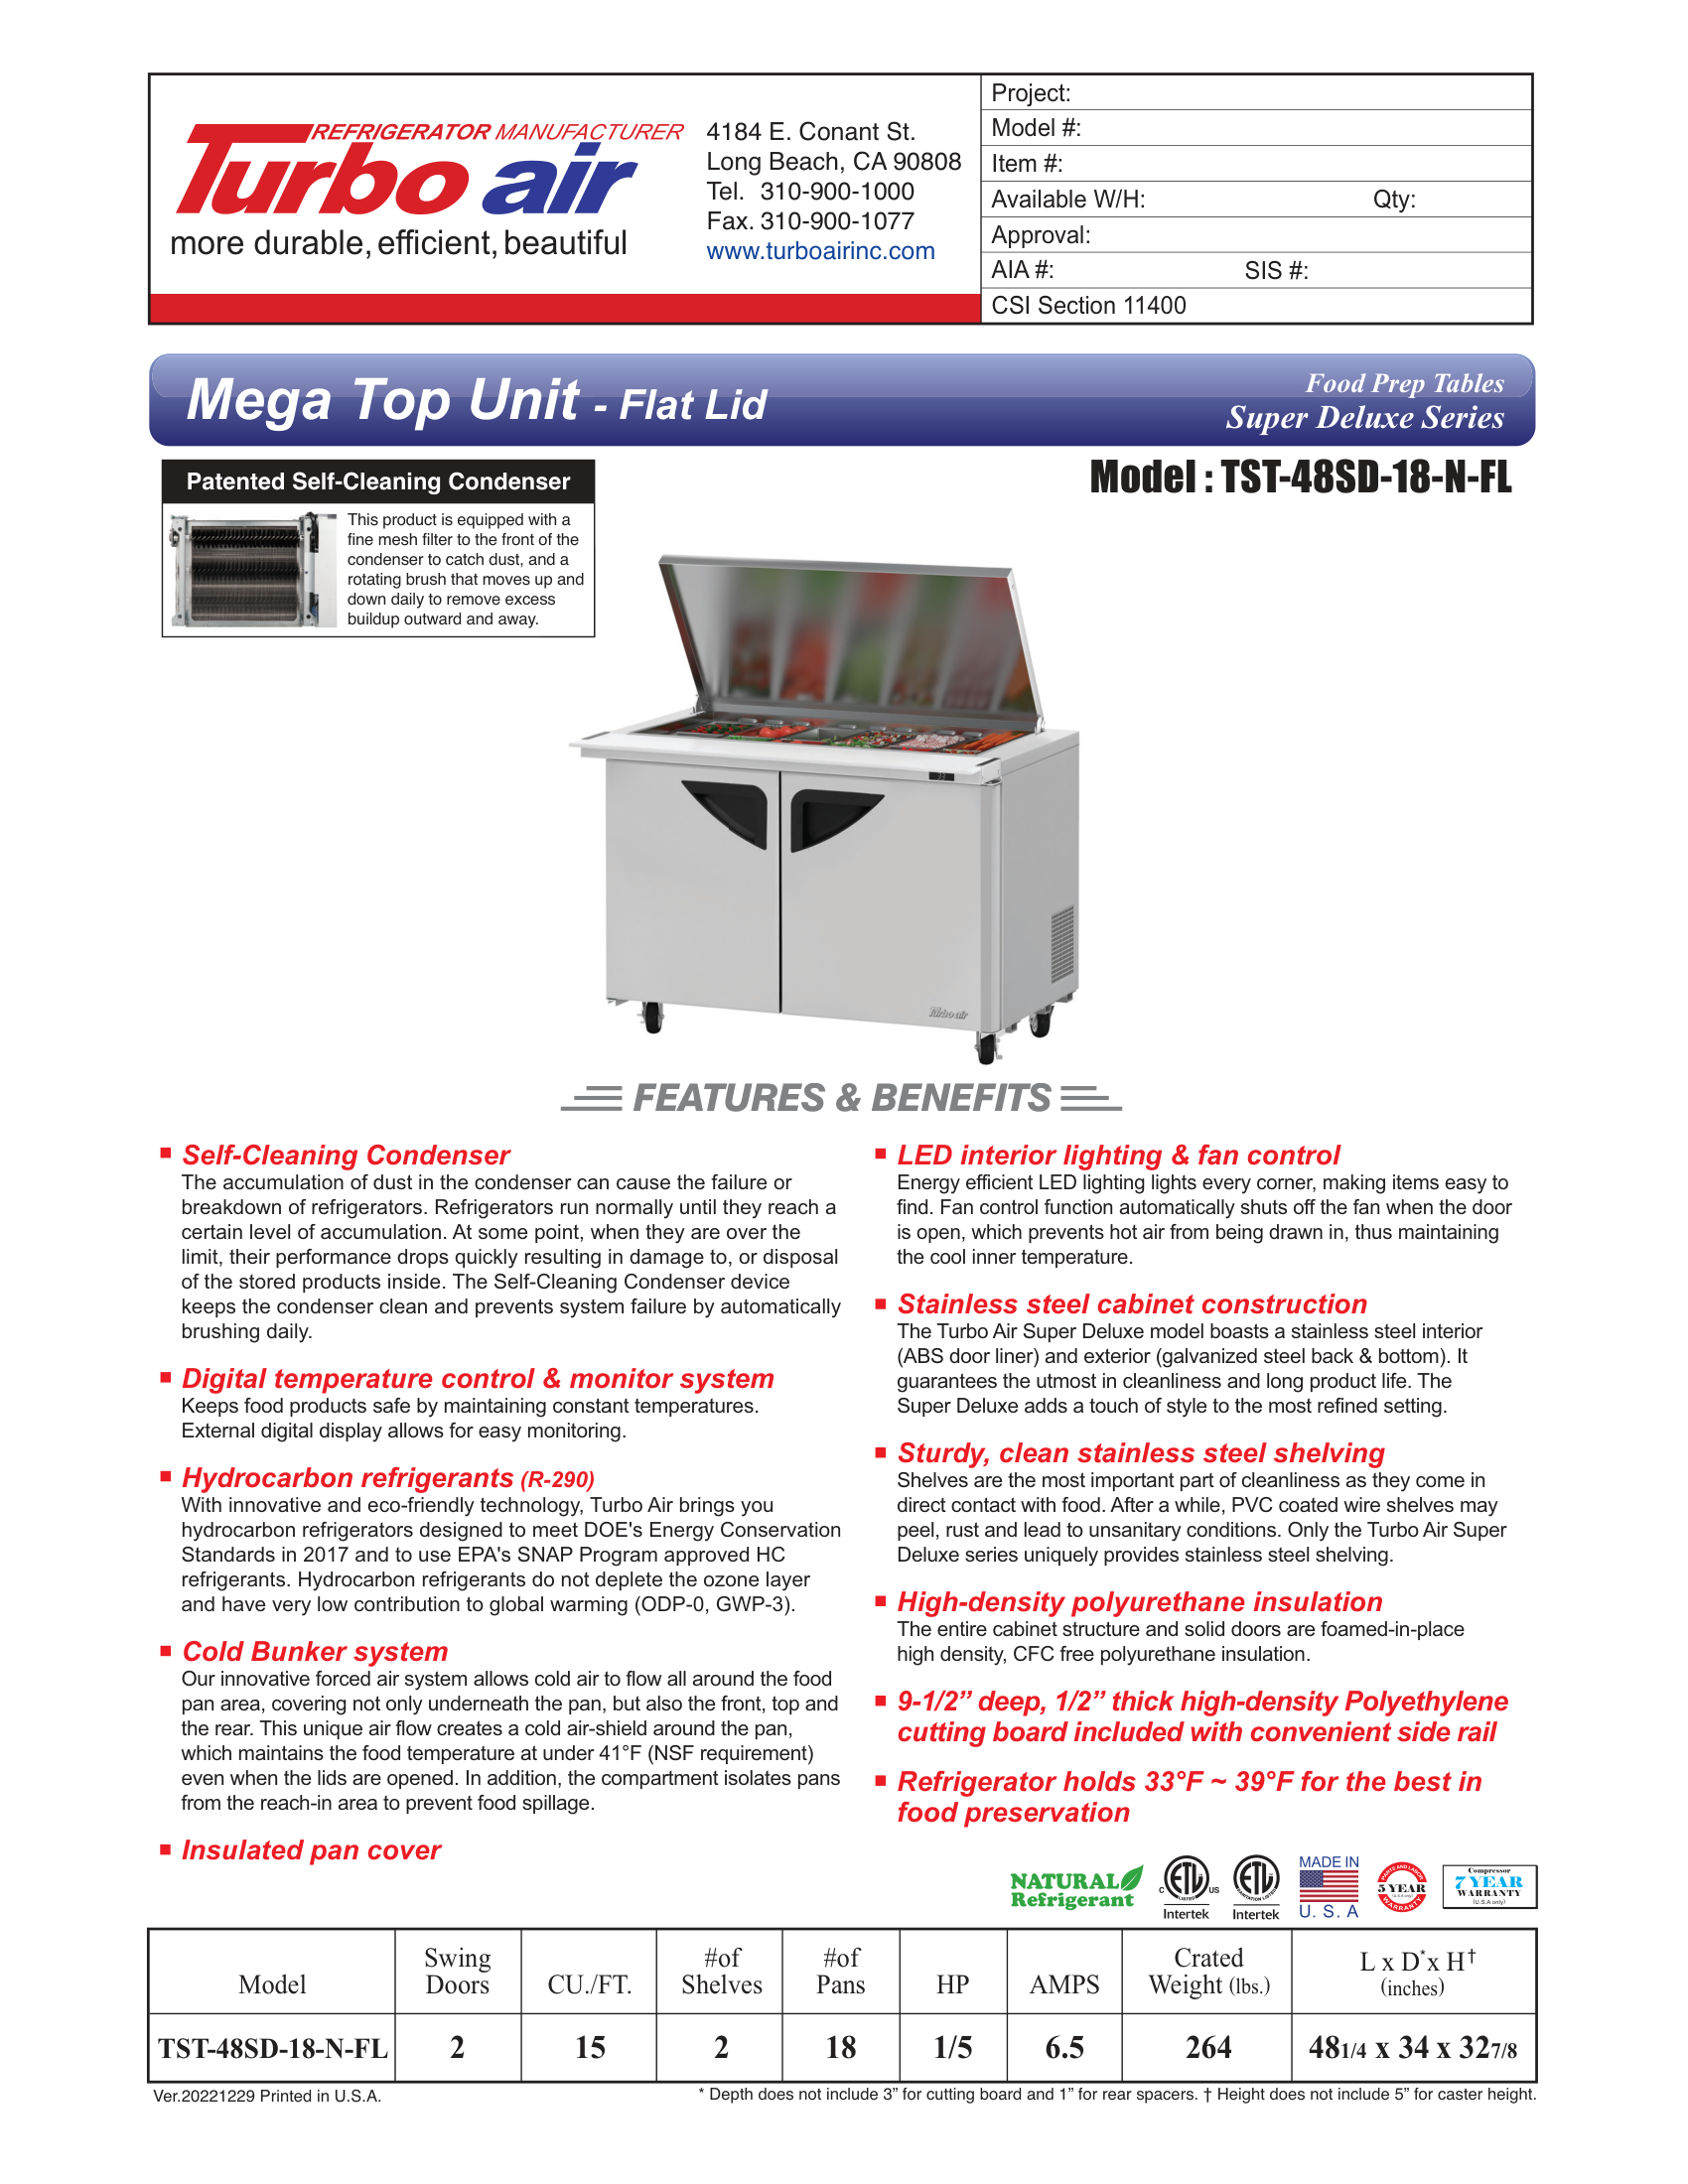 REFRIGERATOR MANUFACTURER
Turbo air
more durable, efficient, beautiful
4184 E. Conant St.
Long Beach, CA 90808
Tel. 310-900-1000
Fax. 310-900-1077
www.turboairinc.com
Project:
Model #:
Item #:
Available W/H: Qty:
Approval:
AIA #: SIS #:
CSI Section 11400
Mega Top Unit - Flat Lid
Food Prep Tables
Super Deluxe Series
Model : TST-48SD-18-N-FL
Patented Self-Cleaning Condenser
This product is equipped with a
fine mesh filter to the front of the
condenser to catch dust, and a
rotating brush that moves up and
down daily to remove excess
buildup outward and away.
Turbo air
FEATURES & BENEFITS
Self-Cleaning Condenser
The accumulation of dust in the condenser can cause the failure or
breakdown of refrigerators. Refrigerators run normally until they reach a
certain level of accumulation. At some point, when they are over the
limit, their performance drops quickly resulting in damage to, or disposal
of the stored products inside. The Self-Cleaning Condenser device
keeps the condenser clean and prevents system failure by automatically
brushing daily.
Digital temperature control & monitor system
Keeps food products safe by maintaining constant temperatures.
External digital display allows for easy monitoring.
Hydrocarbon refrigerants (R-290)
With innovative and eco-friendly technology, Turbo Air brings you
hydrocarbon refrigerators designed to meet DOE's Energy Conservation
Standards in 2017 and to use EPA's SNAP Program approved HC
refrigerants. Hydrocarbon refrigerants do not deplete the ozone layer
and have very low contribution to global warming (ODP-0, GWP-3).
Cold Bunker system
Our innovative forced air system allows cold air to flow all around the food
pan area, covering not only underneath the pan, but also the front, top and
the rear. This unique air flow creates a cold air-shield around the pan,
which maintains the food temperature at under 41°F (NSF requirement)
even when the lids are opened. In addition, the compartment isolates pans
from the reach-in area to prevent food spillage.
Insulated pan cover
LED interior lighting & fan control
Energy efficient LED lighting lights every corner, making items easy to
find. Fan control function automatically shuts off the fan when the door
is open, which prevents hot air from being drawn in, thus maintaining
the cool inner temperature.
Stainless steel cabinet construction
The Turbo Air Super Deluxe model boasts a stainless steel interior
(ABS door liner) and exterior (galvanized steel back & bottom). It
guarantees the utmost in cleanliness and long product life. The
Super Deluxe adds a touch of style to the most refined setting.
Sturdy, clean stainless steel shelving
Shelves are the most important part of cleanliness as they come in
direct contact with food. After a while, PVC coated wire shelves may
peel, rust and lead to unsanitary conditions. Only the Turbo Air Super
Deluxe series uniquely provides stainless steel shelving.
High-density polyurethane insulation
The entire cabinet structure and solid doors are foamed-in-place
high density, CFC free polyurethane insulation.
9-1/2” deep, 1/2” thick high-density Polyethylene
cutting board included with convenient side rail
Refrigerator holds 33°F ~ 39°F for the best in
food preservation
NATURAL
Refrigerant
C ETL US
LISTED
Intertek
ETL
SANITATION LISTED
Intertek
MADE IN
U. S. A
PARTS AND LABOR
5 YEAR
(U.S.A only)
WARRANTY
Compressor
7 YEAR
WARRANTY
(U.S.A only)
Model Swing Doors CU./FT. #of Shelves #of Pans HP AMPS Crated Weight (lbs.) L x D* x H† (inches)
TST-48SD-18-N-FL 2 15 2 18 1/5 6.5 264 48 1/4 x 34 x 32 7/8
Ver.20221229 Printed in U.S.A.
* Depth does not include 3” for cutting board and 1” for rear spacers. † Height does not include 5” for caster height.